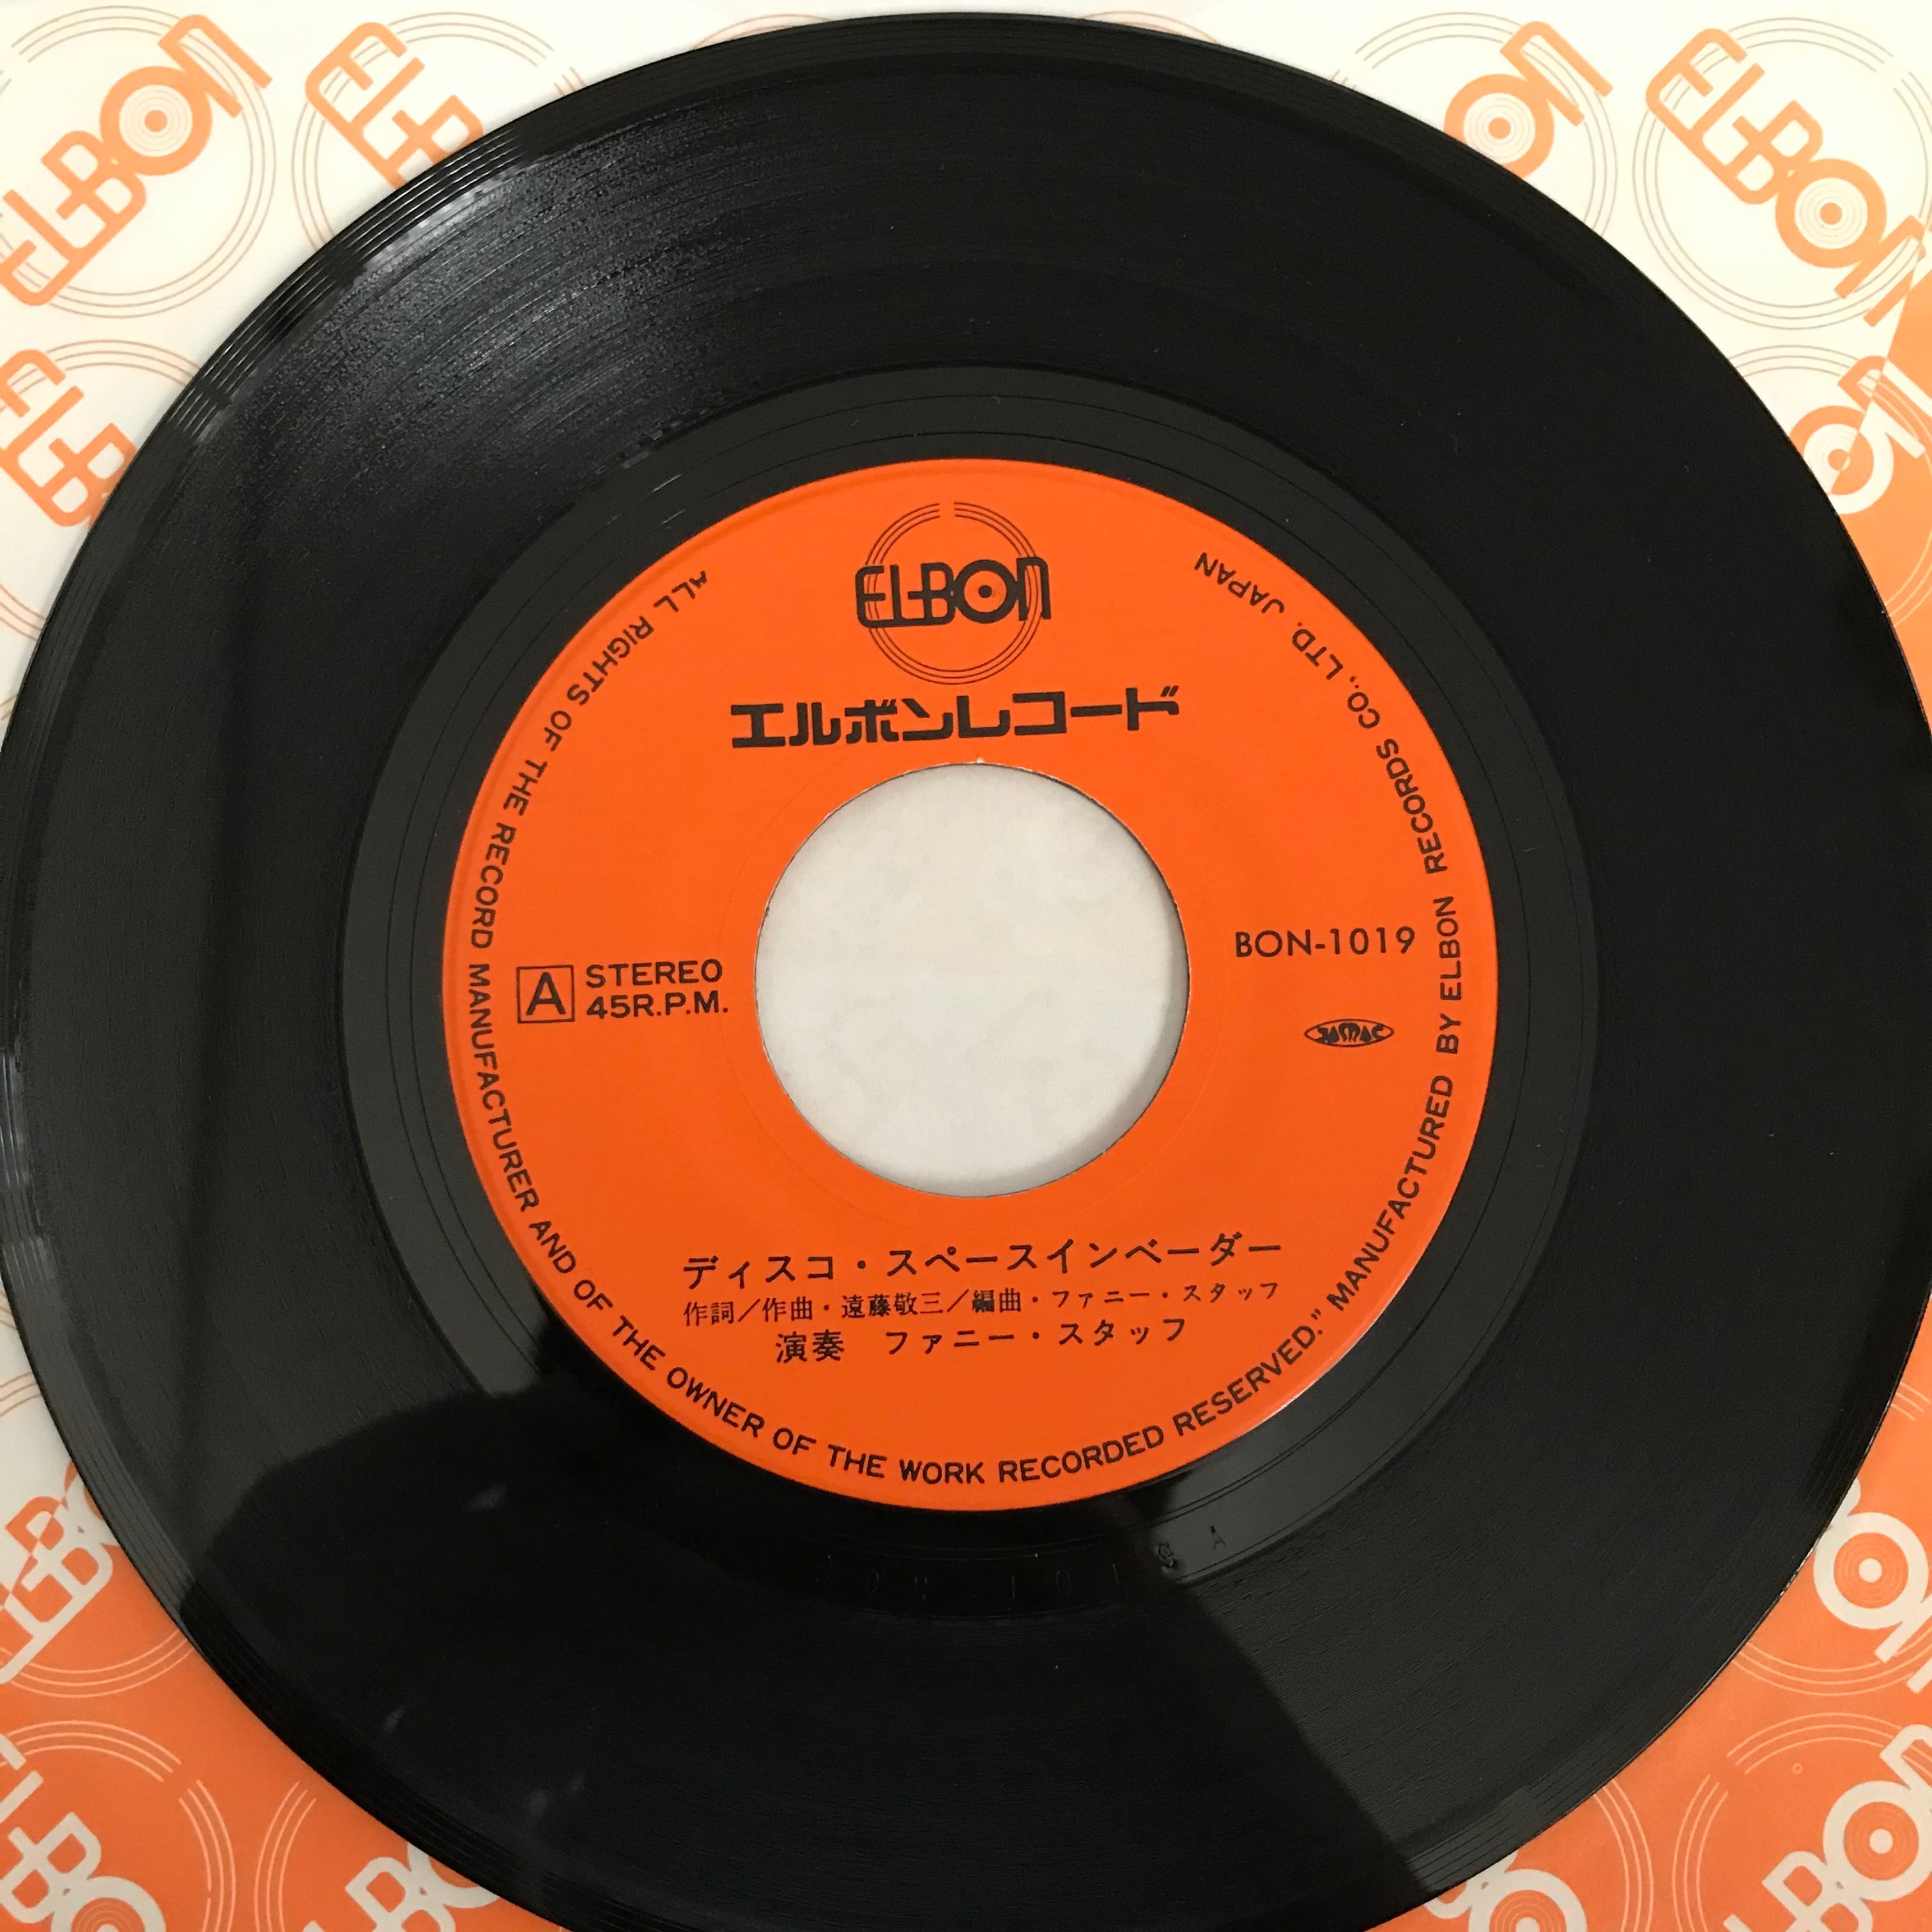 ELBON
エルボンレコード
A STEREO
45R.P.M.
BON-1019
JASRAC
ディスコ・スペースインベーダー
作詞/作曲・遠藤敬三/編曲・ファニー・スタッフ
演奏 ファニー・スタッフ
ALL RIGHTS OF THE RECORD MANUFACTURER AND OF THE OWNER OF THE WORK RECORDED RESERVED." MANUFACTURED BY ELBON RECORDS CO., LTD. JAPAN
ELBON
ELBON